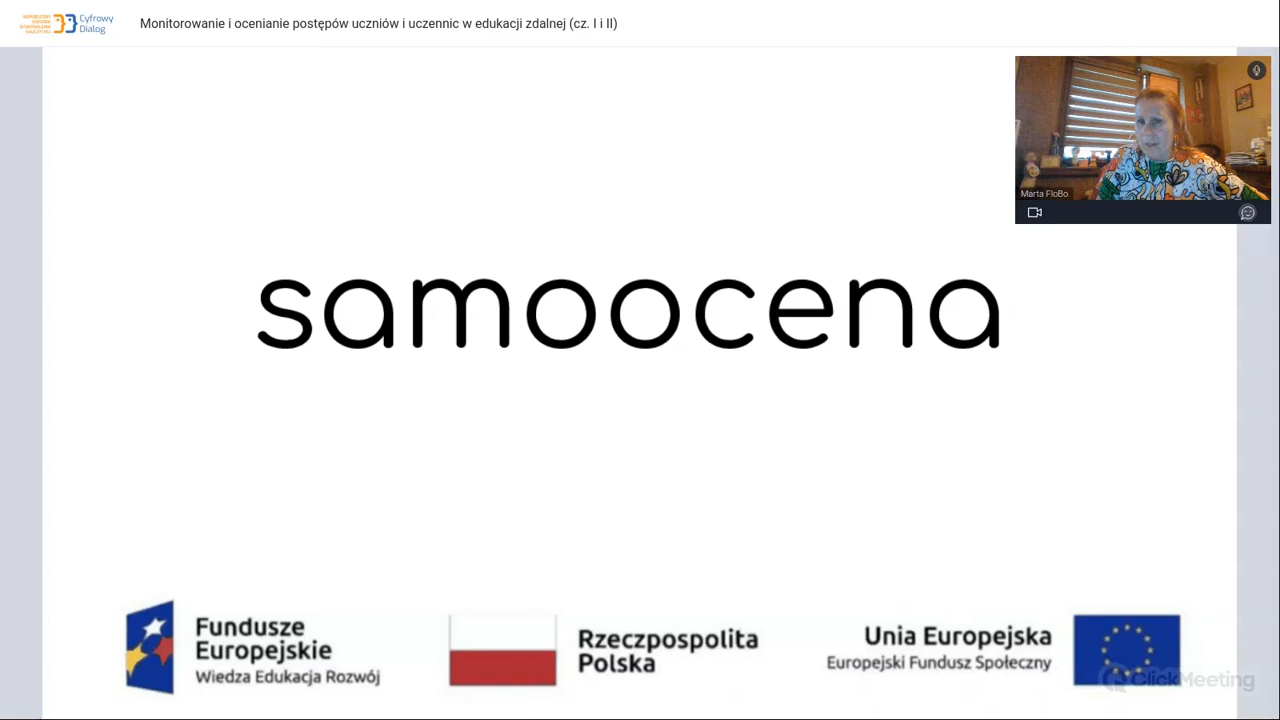 Cyfrowy
Dialog
Monitorowanie i ocenianie postępów uczniow i uczennic w edukacji zdalnej (cz. I i II)
Marta FloBo
samoocena
Fundusze
Europejskie
Wiedza Edukacja Rozwój
Rzeczpospolita
Polska
Unia Europejska
Europejski Fundusz Społeczny
ClickMeeting